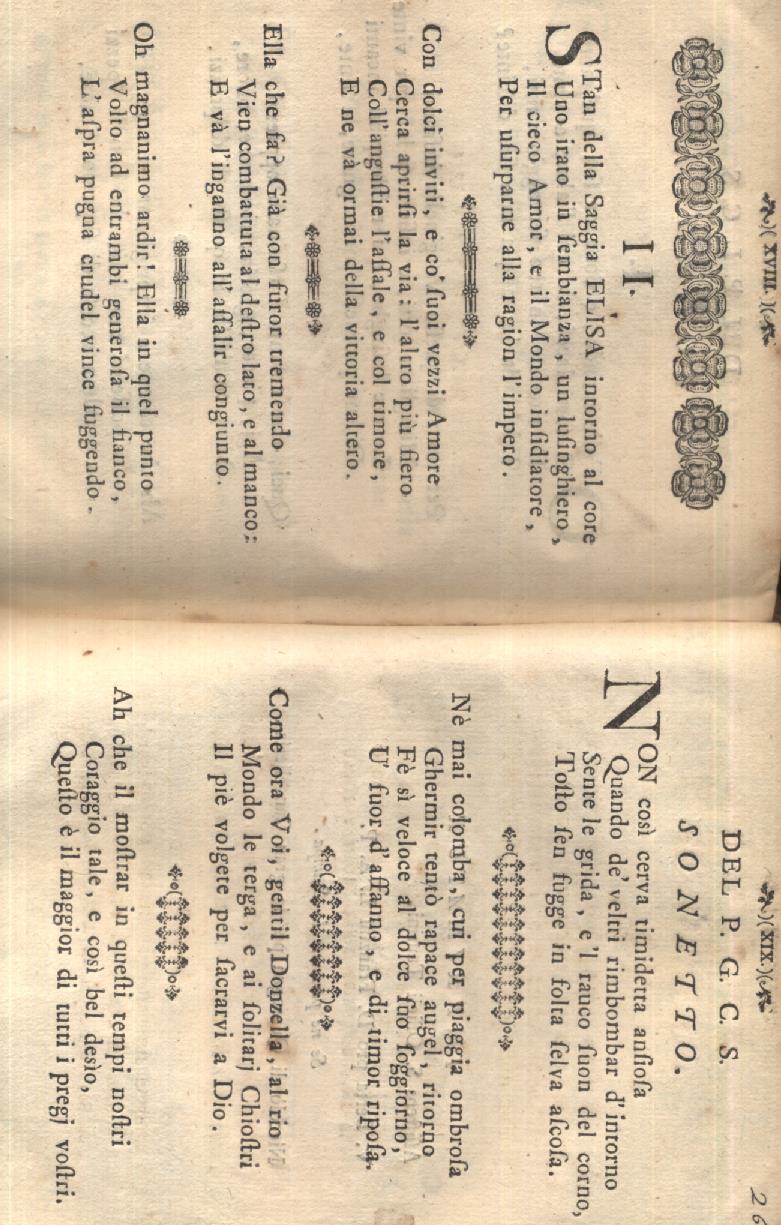 )( XVIII. )(
II.
STan della Saggia ELISA intorno al core
Uno irato in ſembianza, un luſinghiero,
Il cieco Amor, e il Mondo inſidiatore,
Per uſurparne alla ragion l'impero.
Con dolci inviti, e co' ſuoi vezzi Amore
Cerca aprirſi la via: l'altro più fiero
Coll'anguſtie l'aſſale, e col timore,
E ne và ormai della vittoria altero.
Ella che fa? Già con furor tremendo
Vien combattuta al deſtro lato, e al manco:
E và l'inganno all'aſſalir congiunto.
Oh magnanimo ardir! Ella in quel punto
Volto ad entrambi generoſa il fianco,
L'aſpra pugna crudel vince fuggendo.
)( XIX. )(
26
DEL P. G. C. S.
SONETTO.
NON così cerva timidetta anſioſa
Quando de' veltri rimbombar d'intorno
Sente le grida, e 'l rauco ſuon del corno,
Toſto ſen fugge in folta ſelva aſcoſa.
Nè mai colomba, cui per piaggia ombroſa
Ghermir tentò rapace augel, ritorno
Fè sì veloce al dolce ſuo ſoggiorno,
U' fuor d'affanno, e di timor ripoſa.
Come ora Voi, gentil Donzella, al rio
Mondo le terga, e ai ſolitarj Chioſtri
Il piè volgete per ſacrarvi a Dio.
Ah che il moſtrar in queſti tempi noſtri
Coraggio tale, e così bel desìo,
Queſto è il maggior di tutti i pregj voſtri.